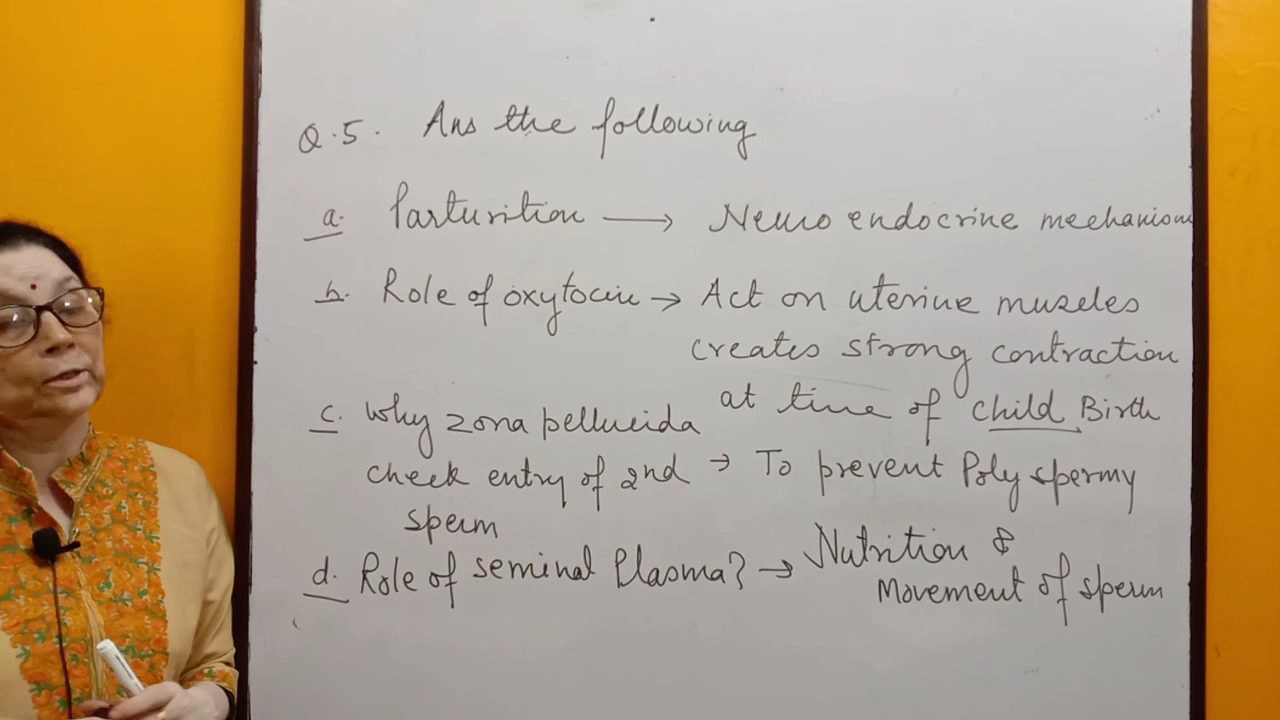 Q.5. Ans the following
a. Parturition → Neuro endocrine mechanism
b. Role of oxytocin → Act on uterine muscles
creates strong contraction
at time of child Birth
c. Why zona pellucida
check entry of 2nd → To prevent Poly spermy
sperm
d. Role of seminal Plasma? → Nutrition &
Movement of sperm